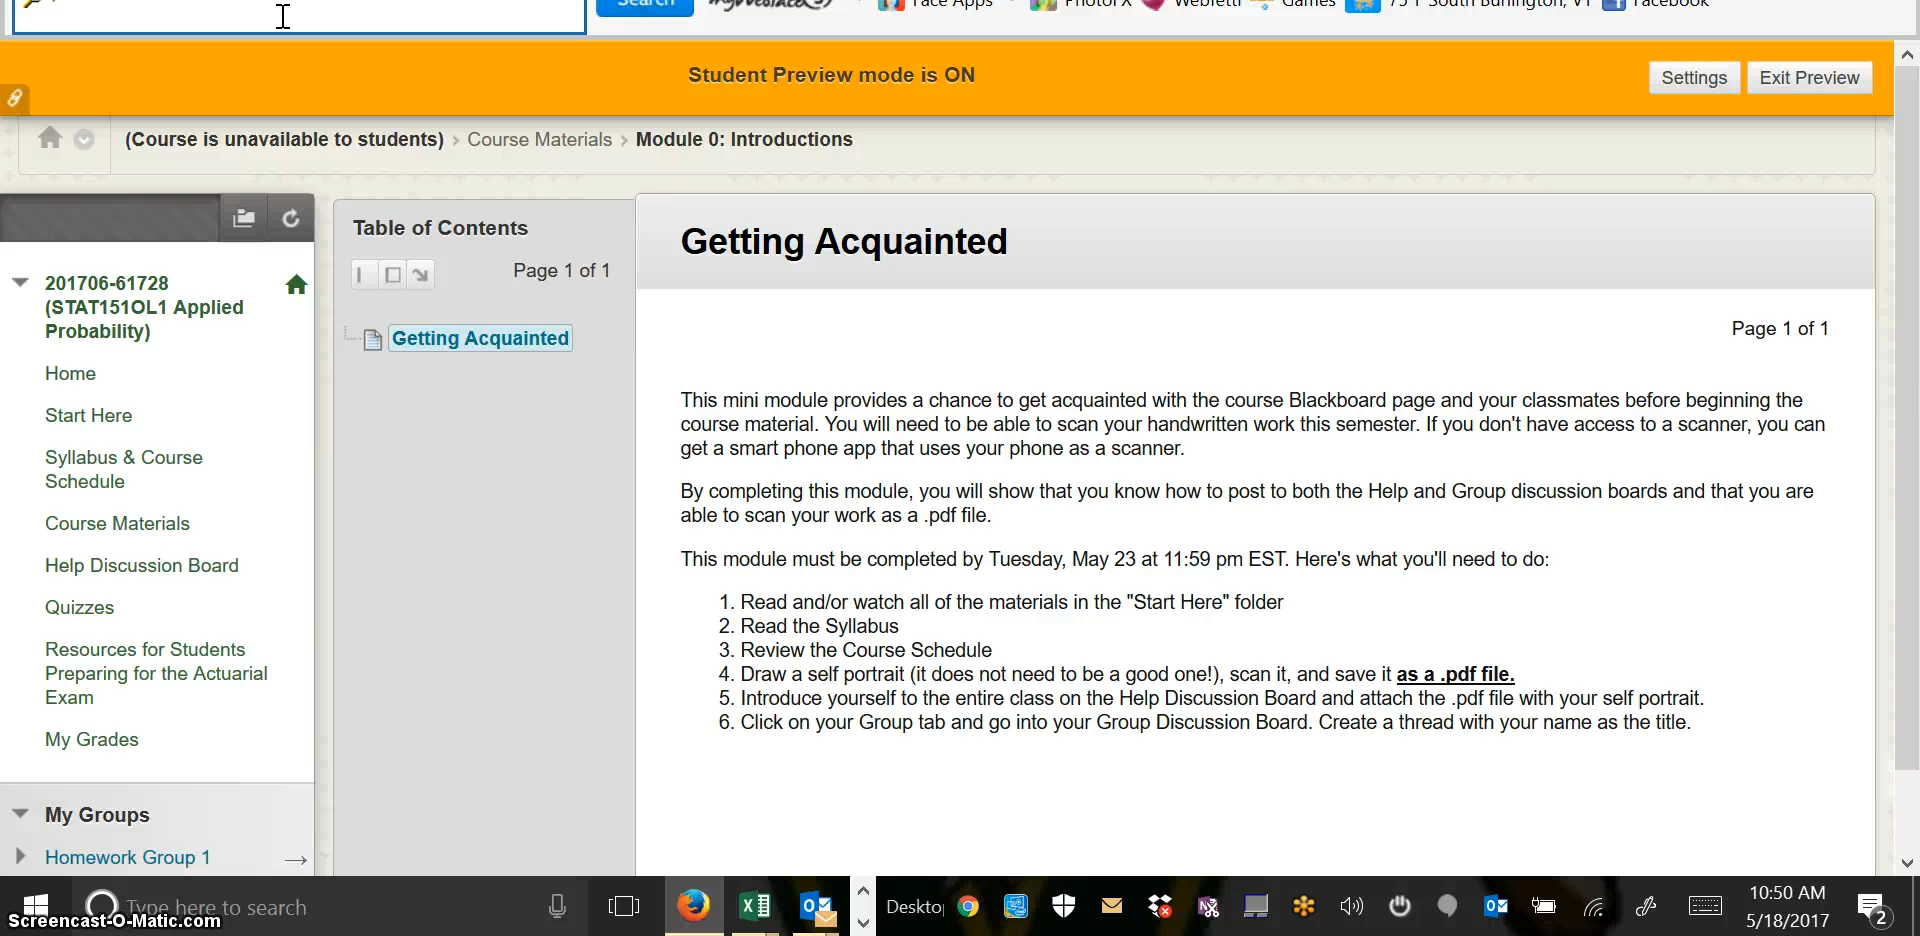 Search Face Apps Webfetti Games 75°F South Burlington, VT Facebook
Student Preview mode is ON
Settings Exit Preview
(Course is unavailable to students) > Course Materials > Module 0: Introductions
Table of Contents
Page 1 of 1
Getting Acquainted
201706-61728
(STAT151OL1 Applied
Probability)
Home
Start Here
Syllabus & Course
Schedule
Course Materials
Help Discussion Board
Quizzes
Resources for Students
Preparing for the Actuarial
Exam
My Grades
My Groups
Homework Group 1
Getting Acquainted
Page 1 of 1
This mini module provides a chance to get acquainted with the course Blackboard page and your classmates before beginning the
course material. You will need to be able to scan your handwritten work this semester. If you don't have access to a scanner, you can
get a smart phone app that uses your phone as a scanner.
By completing this module, you will show that you know how to post to both the Help and Group discussion boards and that you are
able to scan your work as a .pdf file.
This module must be completed by Tuesday, May 23 at 11:59 pm EST. Here's what you'll need to do:
1. Read and/or watch all of the materials in the "Start Here" folder
2. Read the Syllabus
3. Review the Course Schedule
4. Draw a self portrait (it does not need to be a good one!), scan it, and save it as a .pdf file.
5. Introduce yourself to the entire class on the Help Discussion Board and attach the .pdf file with your self portrait.
6. Click on your Group tab and go into your Group Discussion Board. Create a thread with your name as the title.
Type here to search
Screencast-O-Matic.com
Desktop
10:50 AM
5/18/2017
2